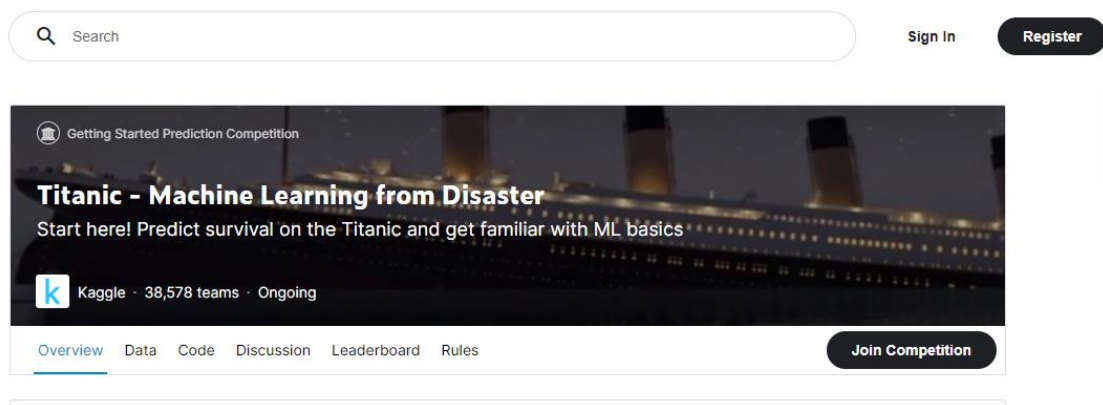 Search
Sign In
Register
Getting Started Prediction Competition
Titanic - Machine Learning from Disaster
Start here! Predict survival on the Titanic and get familiar with ML basics
k Kaggle · 38,578 teams · Ongoing
Overview Data Code Discussion Leaderboard Rules
Join Competition